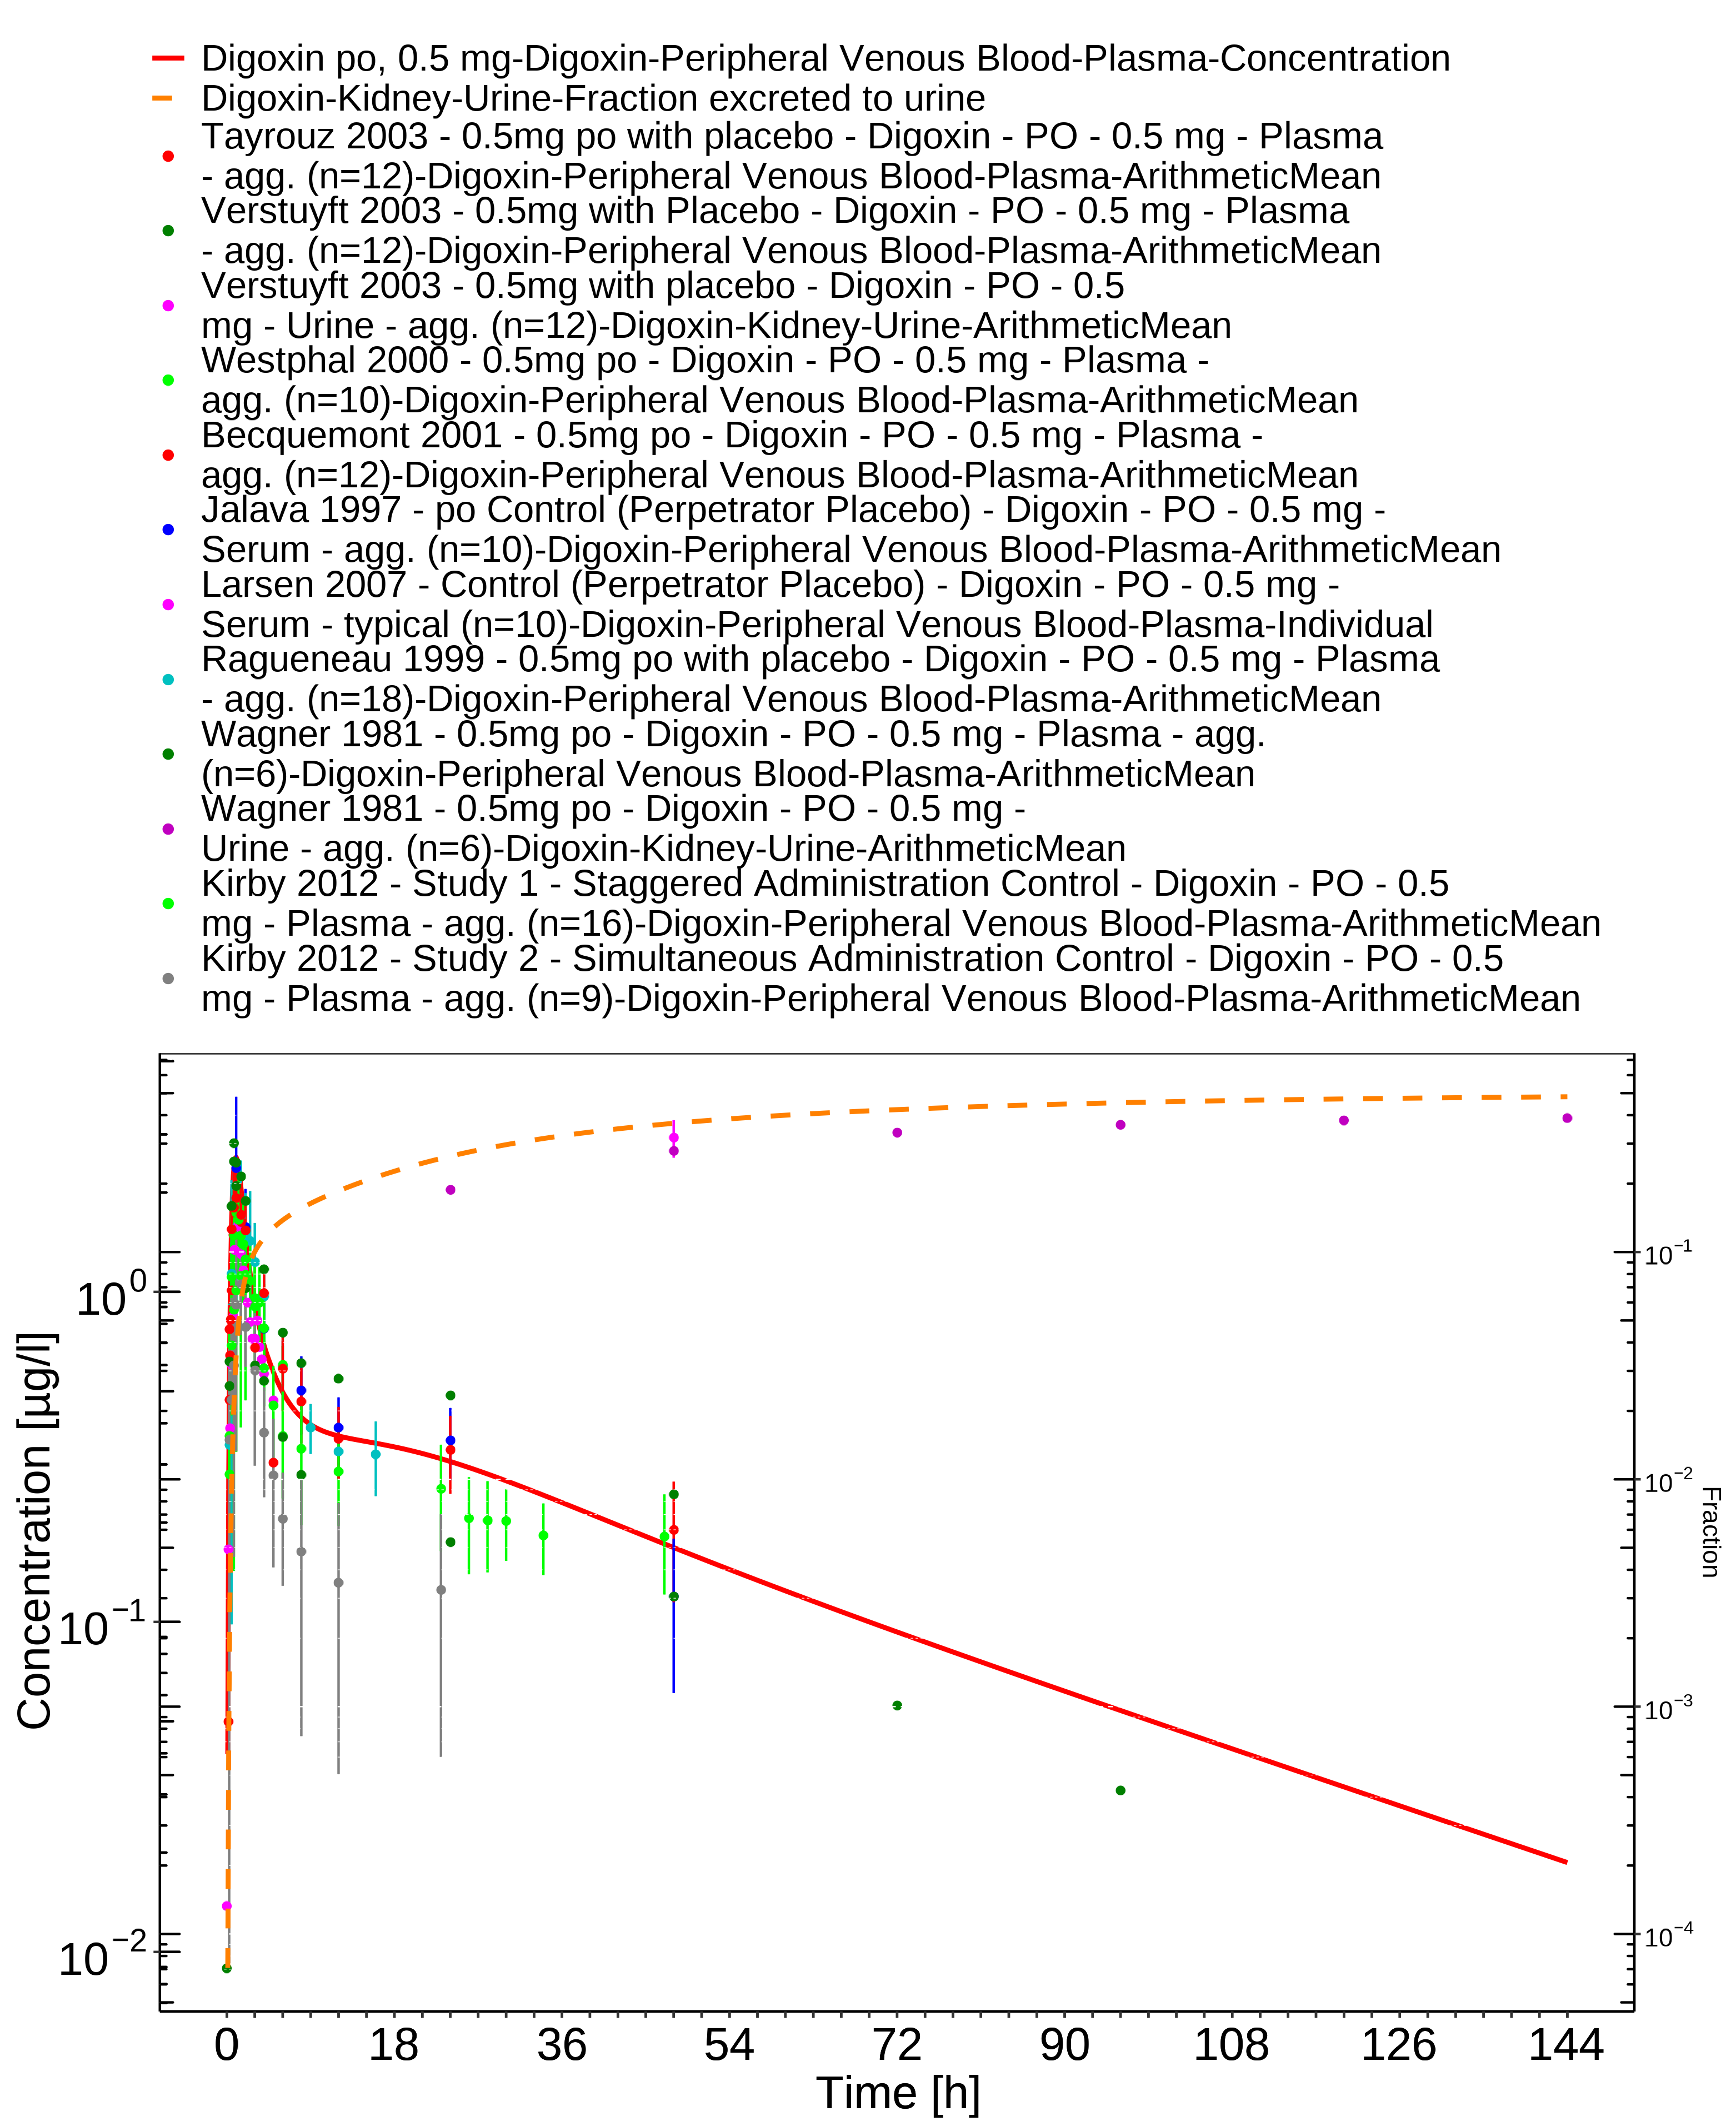 Digoxin po, 0.5 mg-Digoxin-Peripheral Venous Blood-Plasma-Concentration
Digoxin-Kidney-Urine-Fraction excreted to urine
Tayrouz 2003 - 0.5mg po with placebo - Digoxin - PO - 0.5 mg - Plasma
- agg. (n=12)-Digoxin-Peripheral Venous Blood-Plasma-ArithmeticMean
Verstuyft 2003 - 0.5mg with Placebo - Digoxin - PO - 0.5 mg - Plasma
- agg. (n=12)-Digoxin-Peripheral Venous Blood-Plasma-ArithmeticMean
Verstuyft 2003 - 0.5mg with placebo - Digoxin - PO - 0.5
mg - Urine - agg. (n=12)-Digoxin-Kidney-Urine-ArithmeticMean
Westphal 2000 - 0.5mg po - Digoxin - PO - 0.5 mg - Plasma -
agg. (n=10)-Digoxin-Peripheral Venous Blood-Plasma-ArithmeticMean
Becquemont 2001 - 0.5mg po - Digoxin - PO - 0.5 mg - Plasma -
agg. (n=12)-Digoxin-Peripheral Venous Blood-Plasma-ArithmeticMean
Jalava 1997 - po Control (Perpetrator Placebo) - Digoxin - PO - 0.5 mg -
Serum - agg. (n=10)-Digoxin-Peripheral Venous Blood-Plasma-ArithmeticMean
Larsen 2007 - Control (Perpetrator Placebo) - Digoxin - PO - 0.5 mg -
Serum - typical (n=10)-Digoxin-Peripheral Venous Blood-Plasma-Individual
Ragueneau 1999 - 0.5mg po with placebo - Digoxin - PO - 0.5 mg - Plasma
- agg. (n=18)-Digoxin-Peripheral Venous Blood-Plasma-ArithmeticMean
Wagner 1981 - 0.5mg po - Digoxin - PO - 0.5 mg - Plasma - agg.
(n=6)-Digoxin-Peripheral Venous Blood-Plasma-ArithmeticMean
Wagner 1981 - 0.5mg po - Digoxin - PO - 0.5 mg -
Urine - agg. (n=6)-Digoxin-Kidney-Urine-ArithmeticMean
Kirby 2012 - Study 1 - Staggered Administration Control - Digoxin - PO - 0.5
mg - Plasma - agg. (n=16)-Digoxin-Peripheral Venous Blood-Plasma-ArithmeticMean
Kirby 2012 - Study 2 - Simultaneous Administration Control - Digoxin - PO - 0.5
mg - Plasma - agg. (n=9)-Digoxin-Peripheral Venous Blood-Plasma-ArithmeticMean
Concentration [µg/l]
10^0
10^−1
10^−2
10^−1
10^−2
10^−3
10^−4
Fraction
0 18 36 54 72 90 108 126 144
Time [h]